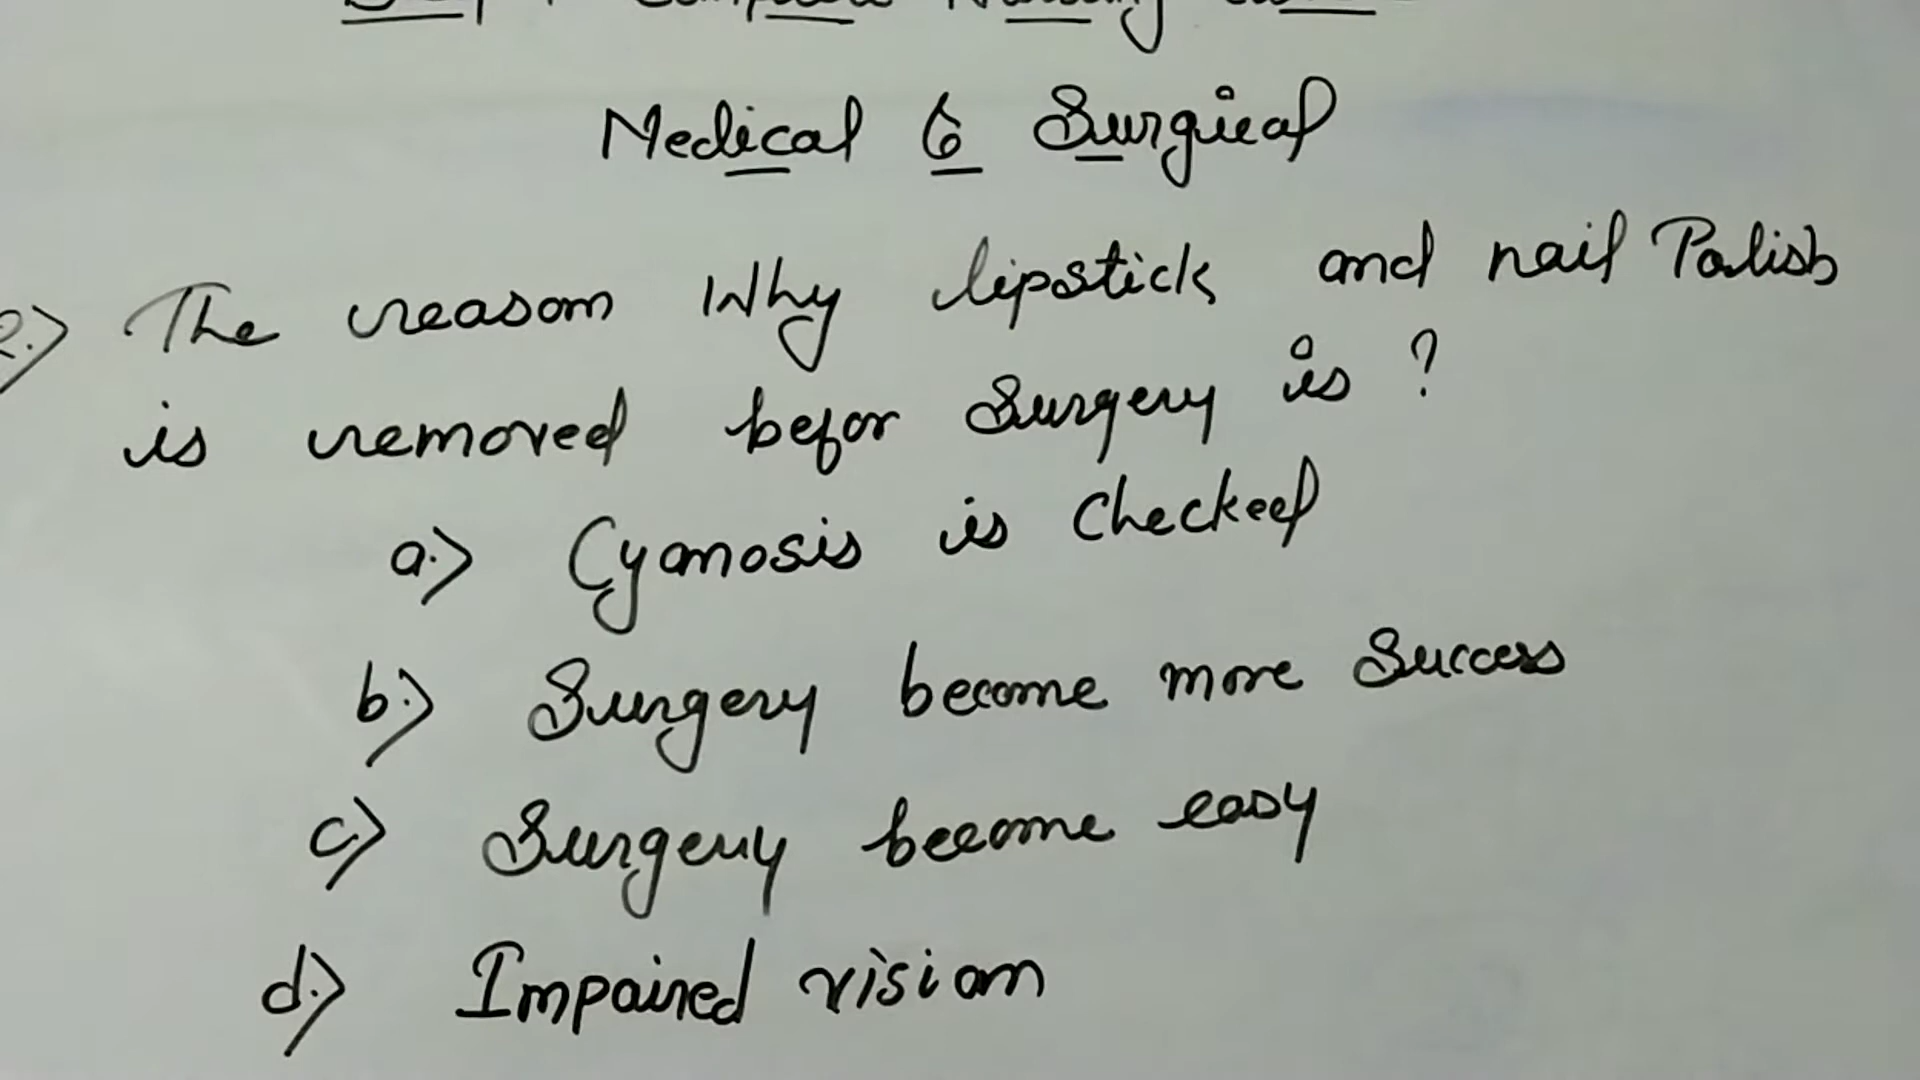 Medical & Surgical
The reason Why lipstick and nail Polish
is removed befor Surgery is ?
a.) Cyanosis is Checked
b.) Surgery become more Success
c.) Surgery become easy
d.) Impaired vision